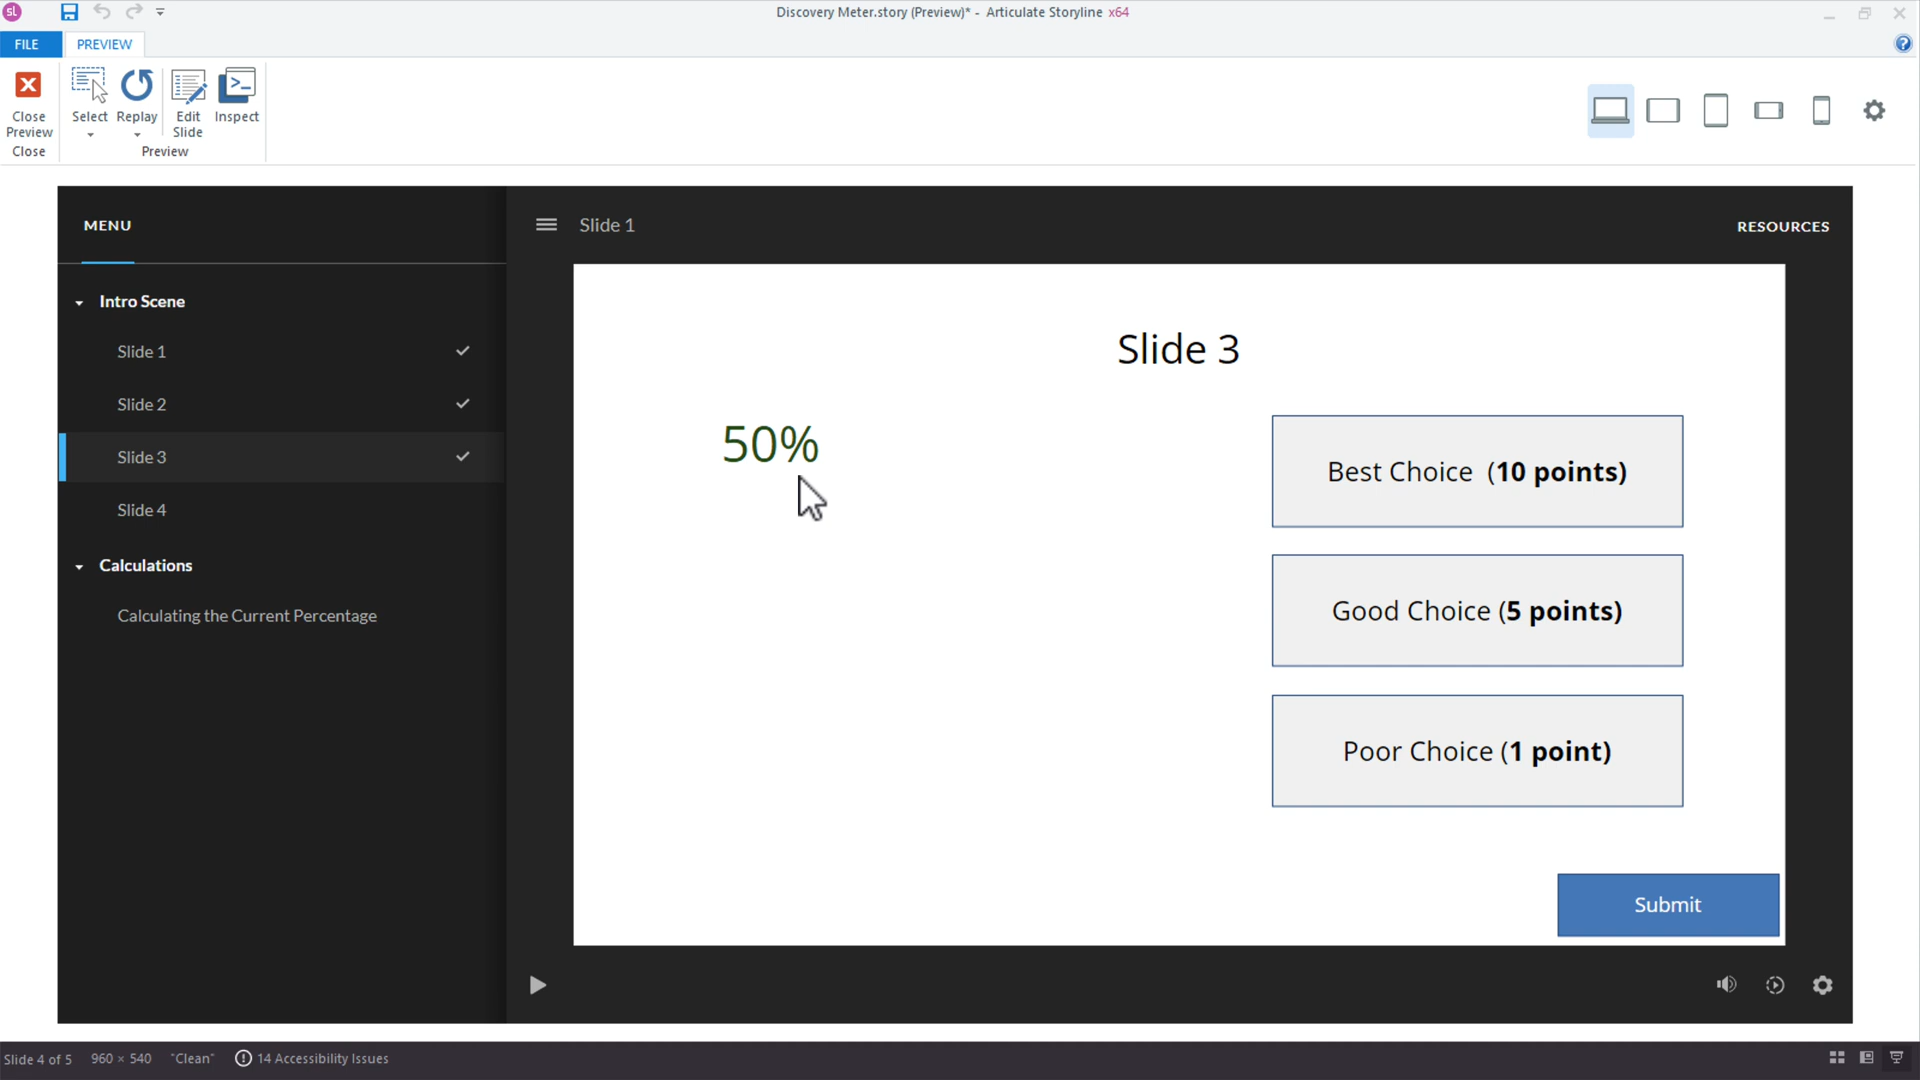 sl
Discovery Meter.story (Preview)* - Articulate Storyline x64
FILE
PREVIEW
Close Preview
Select
Replay
Edit Slide
Inspect
Close
Preview
MENU
Slide 1
RESOURCES
Intro Scene
Slide 1
Slide 2
Slide 3
Slide 4
Calculations
Calculating the Current Percentage
Slide 3
50%
Best Choice (10 points)
Good Choice (5 points)
Poor Choice (1 point)
Submit
Slide 4 of 5
960 × 540
"Clean"
14 Accessibility Issues